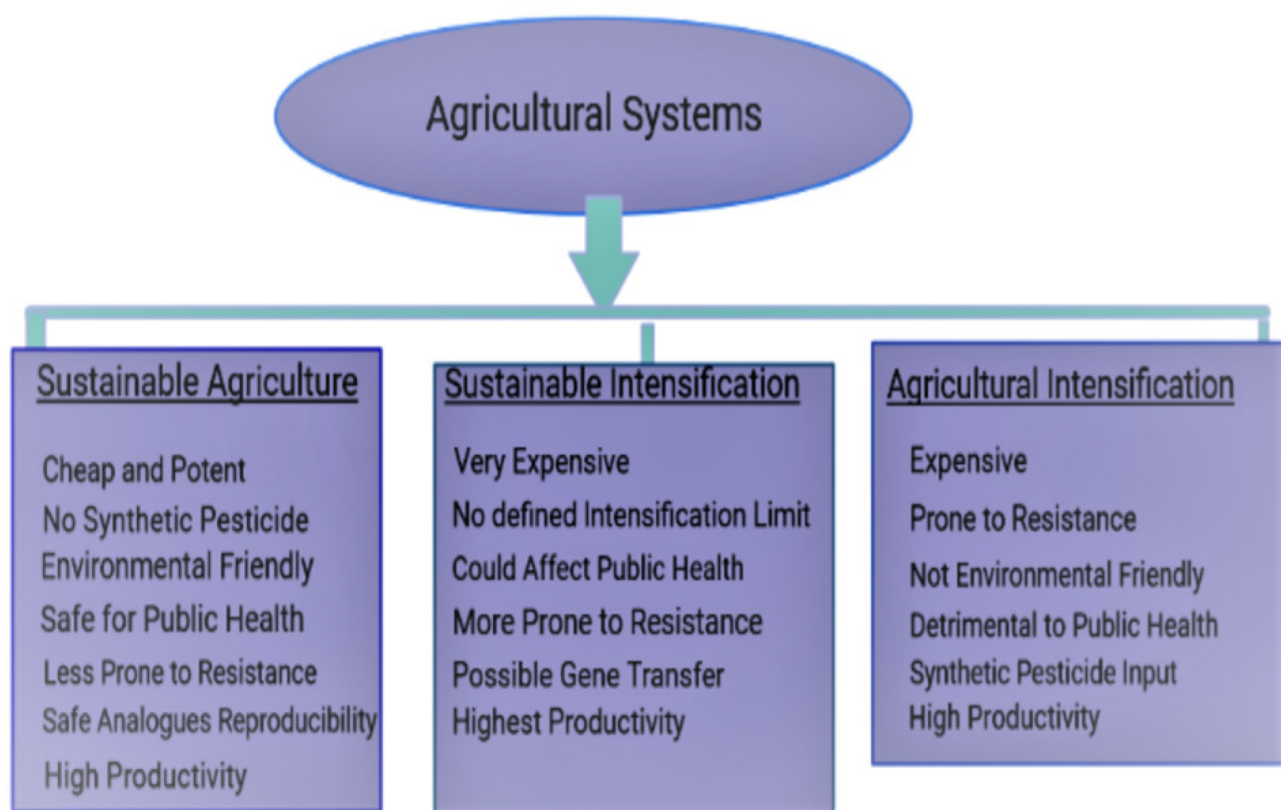 Agricultural Systems
Sustainable Agriculture
Cheap and Potent
No Synthetic Pesticide
Environmental Friendly
Safe for Public Health
Less Prone to Resistance
Safe Analogues Reproducibility
High Productivity
Sustainable Intensification
Very Expensive
No defined Intensification Limit
Could Affect Public Health
More Prone to Resistance
Possible Gene Transfer
Highest Productivity
Agricultural Intensification
Expensive
Prone to Resistance
Not Environmental Friendly
Detrimental to Public Health
Synthetic Pesticide Input
High Productivity